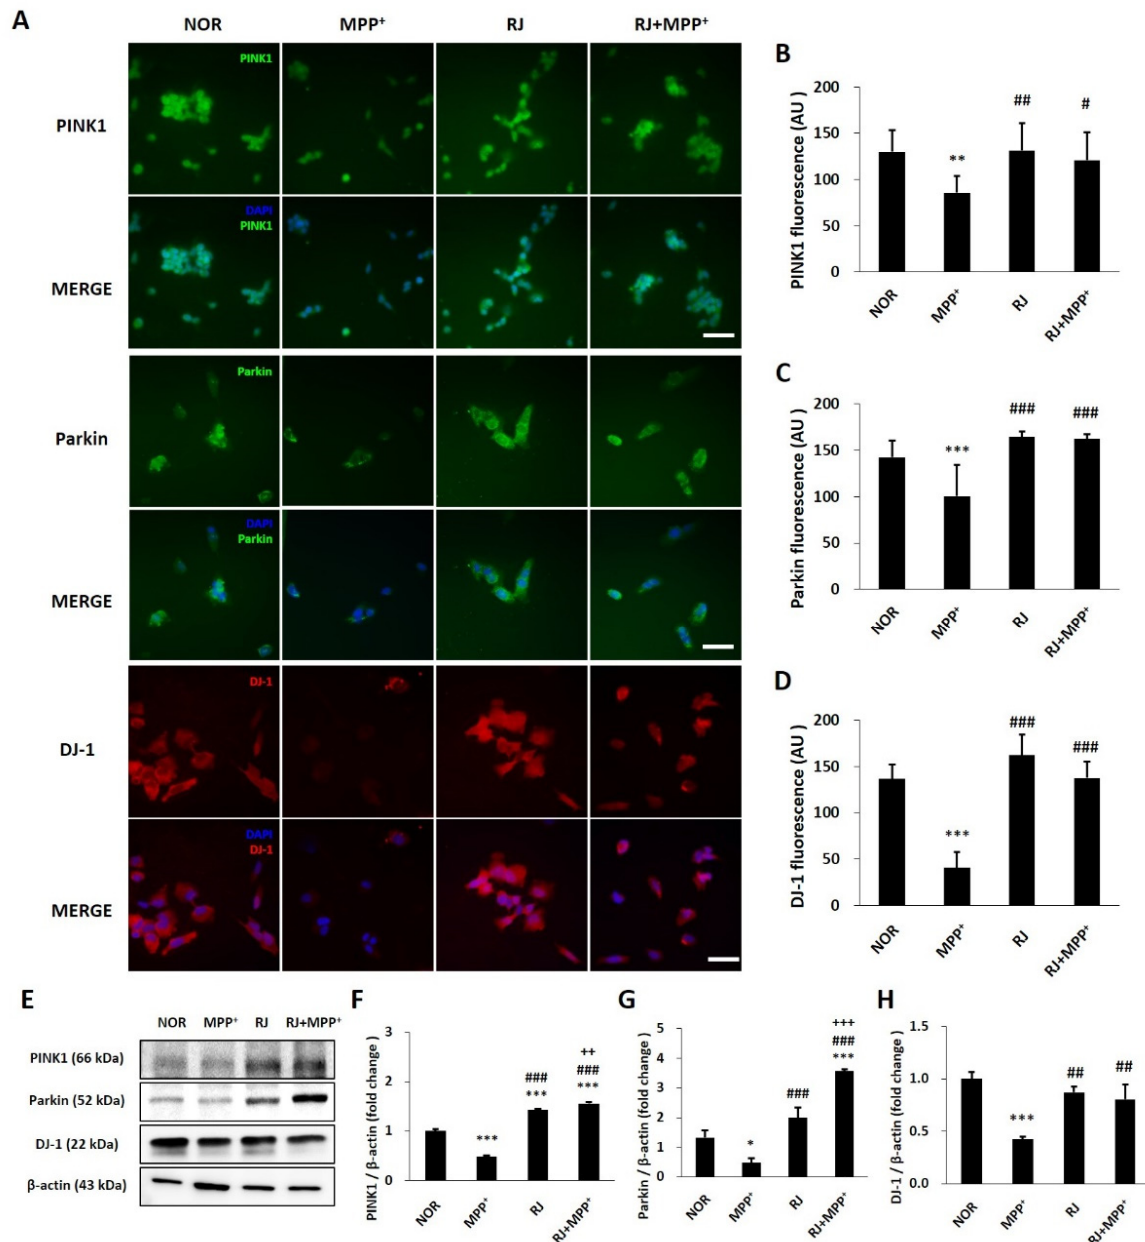 A
NOR MPP⁺ RJ RJ+MPP⁺
PINK1
PINK1
DAPI
PINK1
MERGE
Parkin
Parkin
DAPI
Parkin
MERGE
DJ-1
DJ-1
DAPI
DJ-1
MERGE
B
PINK1 fluorescence (AU)
200
150
100
50
0
**
##
#
NOR MPP⁺ RJ RJ+MPP⁺
C
Parkin fluorescence (AU)
200
150
100
50
0
***
###
###
NOR MPP⁺ RJ RJ+MPP⁺
D
DJ-1 fluorescence (AU)
200
150
100
50
0
***
###
###
NOR MPP⁺ RJ RJ+MPP⁺
E
NOR MPP⁺ RJ RJ+MPP⁺
PINK1 (66 kDa)
Parkin (52 kDa)
DJ-1 (22 kDa)
β-actin (43 kDa)
F
PINK1 / β-actin (fold change)
3
2
1
0
***
###
***
++
###
***
NOR MPP⁺ RJ RJ+MPP⁺
G
Parkin / β-actin (fold change)
5
4
3
2
1
0
*
###
+++
###
***
NOR MPP⁺ RJ RJ+MPP⁺
H
DJ-1 / β-actin (fold change)
1.5
1.0
0.5
0.0
***
##
##
NOR MPP⁺ RJ RJ+MPP⁺